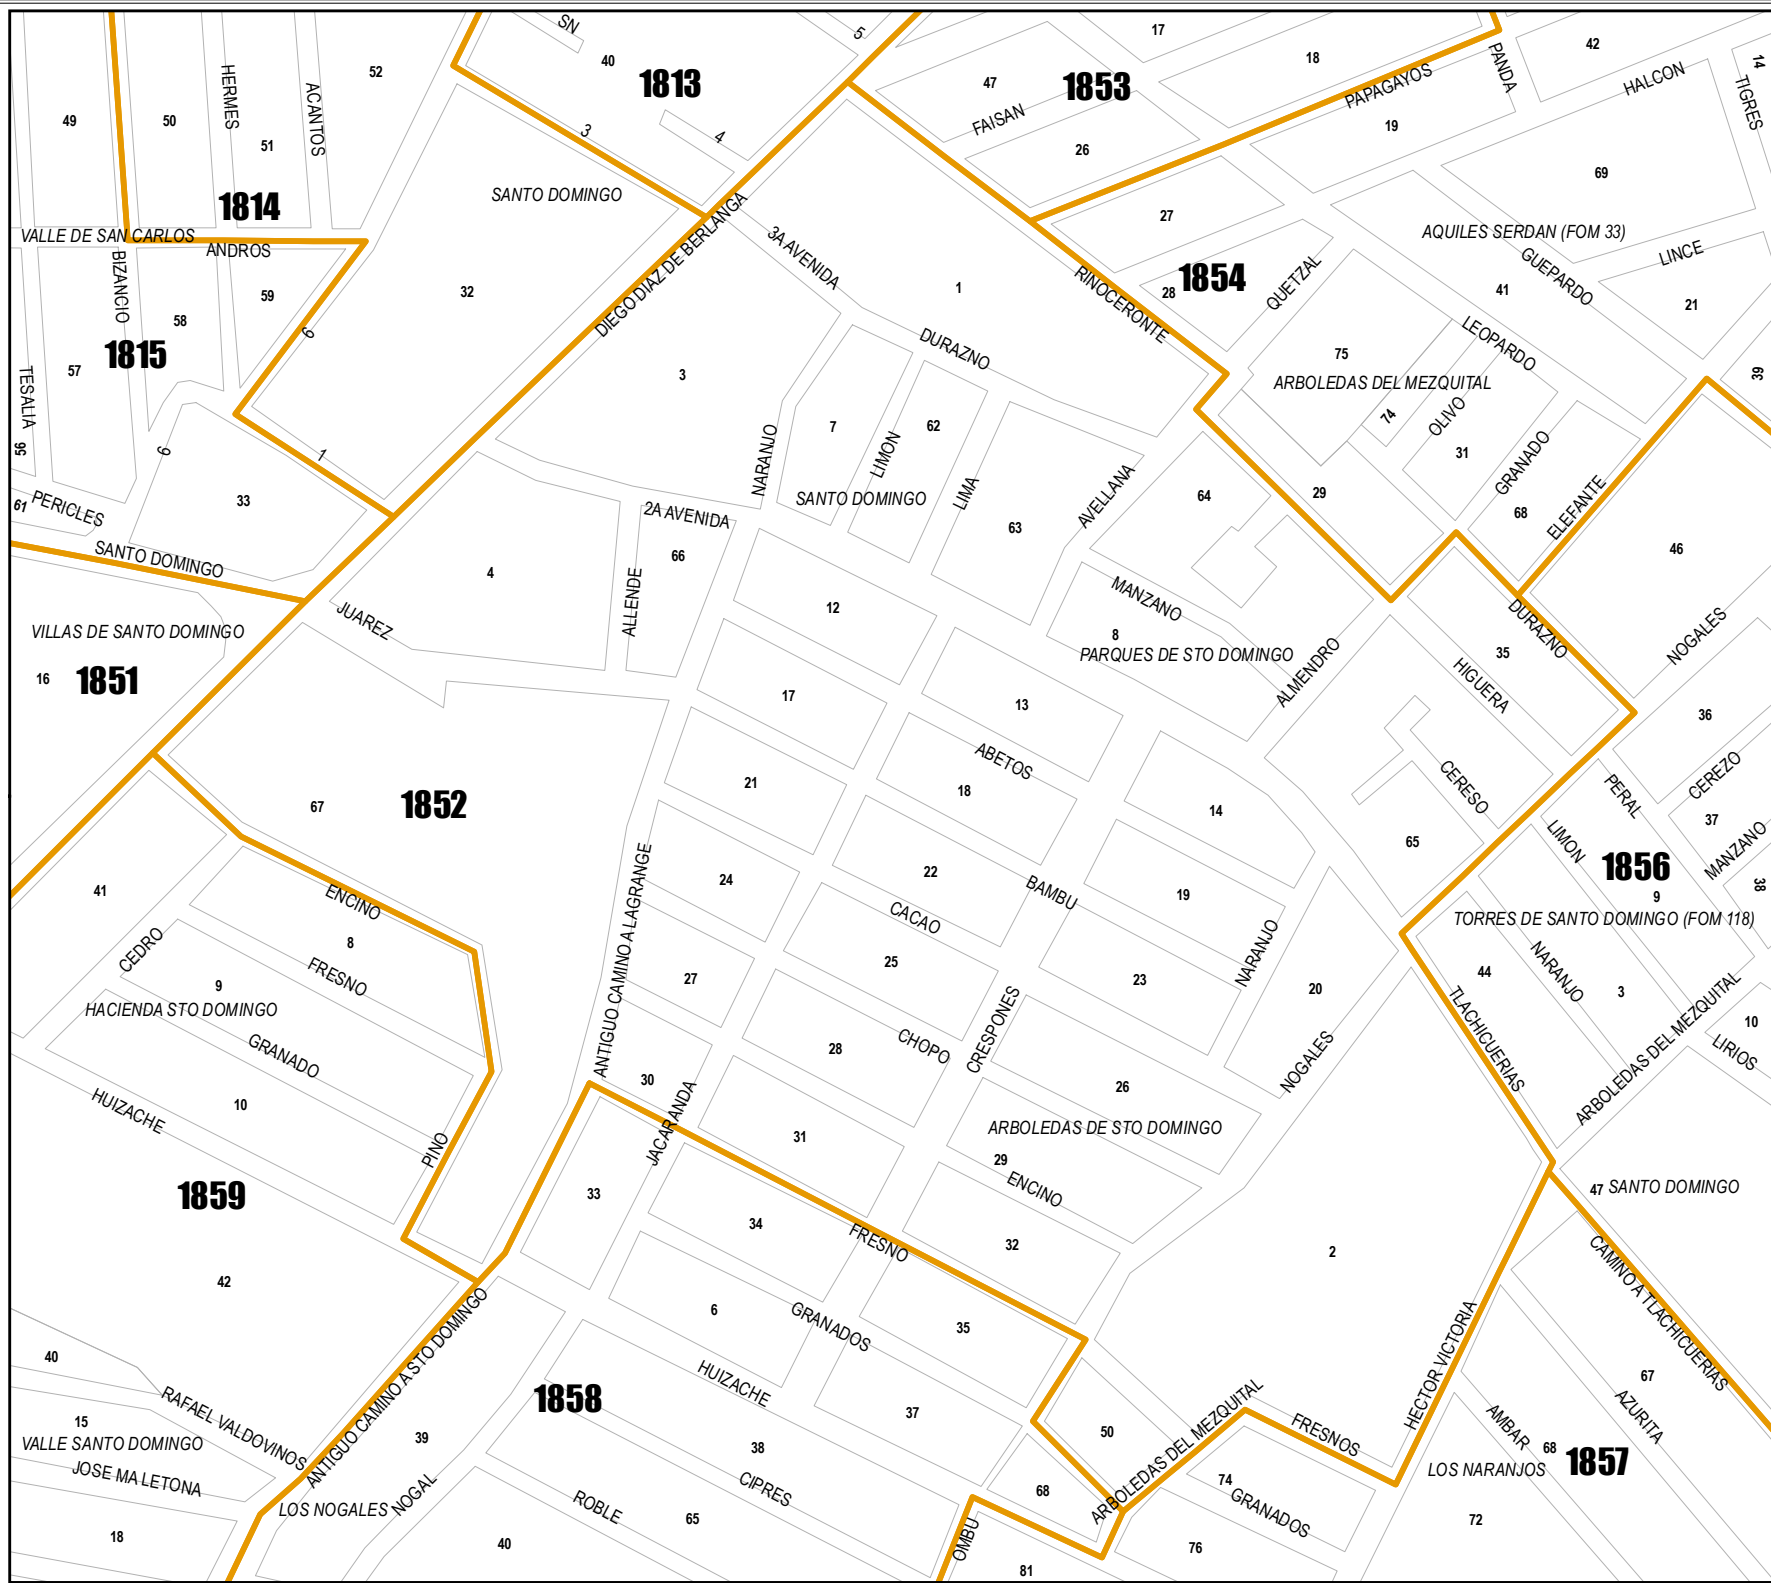 SN
5
40
1813
17
18
42
14
TIGRES
47
1853
PANDA
HALCON
PAPAGAYOS
HERMES
ACANTOS
52
49
50
51
3
4
FAISAN
26
19
69
1814
SANTO DOMINGO
27
AQUILES SERDAN (FOM 33)
VALLE DE SAN CARLOS
ANDROS
BIZANCIO
59
58
32
6
DIEGO DIAZ DE BERLANGA
3A AVENIDA
1
RINOCERONTE
1854
28
QUETZAL
GUEPARDO
LINCE
41
21
LEOPARDO
1815
57
TESALIA
3
DURAZNO
75
ARBOLEDAS DEL MEZQUITAL
39
74
OLIVO
31
GRANADO
68
ELEFANTE
7
LIMON
62
NARANJO
SANTO DOMINGO
LIMA
63
AVELLANA
64
29
56
6
1
33
61
PERICLES
SANTO DOMINGO
2A AVENIDA
66
4
ALLENDE
46
JUAREZ
12
MANZANO
8
PARQUES DE STO DOMINGO
ALMENDRO
DURAZNO
35
HIGUERA
NOGALES
VILLAS DE SANTO DOMINGO
16
1851
17
13
36
21
ABETOS
18
14
CERESO
65
PERAL
CEREZO
37
MANZANO
38
67
1852
LIMON
1856
9
TORRES DE SANTO DOMINGO (FOM 118)
41
ENCINO
8
24
22
BAMBU
19
CACAO
ANTIGUO CAMINO A LAGRANGE
CEDRO
FRESNO
9
HACIENDA STO DOMINGO
27
25
23
NARANJO
20
44
NARANJO
3
TLACHICUERIAS
ARBOLEDAS DEL MEZQUITAL
10
LIRIOS
GRANADO
10
HUIZACHE
28
CHOPO
CRESPONES
26
NOGALES
30
JACARANDA
31
ARBOLEDAS DE STO DOMINGO
29
ENCINO
PINO
1859
33
34
FRESNO
32
2
47
SANTO DOMINGO
CAMINO A TLACHICUERIAS
42
6
GRANADOS
35
HECTOR VICTORIA
40
RAFAEL VALDOVINOS
ANTIGUO CAMINO A STO DOMINGO
1858
HUIZACHE
37
67
AZURITA
AMBAR
68
1857
15
VALLE SANTO DOMINGO
JOSE MA LETONA
39
38
CIPRES
50
ARBOLEDAS DEL MEZQUITAL
FRESNOS
LOS NARANJOS
LOS NOGALES
NOGAL
ROBLE
65
68
74
GRANADOS
72
18
40
OMBU
81
76